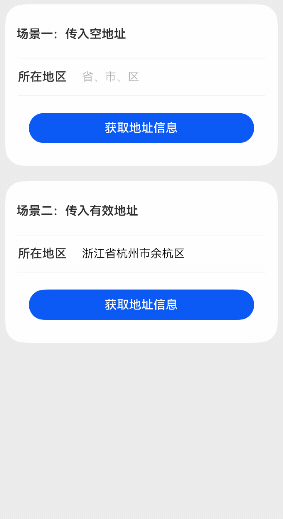 场景一：传入空地址
所在地区 省、市、区
获取地址信息
场景二：传入有效地址
所在地区 浙江省杭州市余杭区
获取地址信息